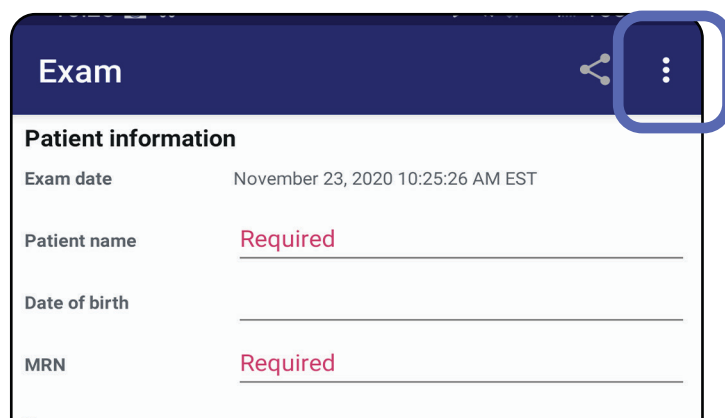 Exam
Patient information
Exam date November 23, 2020 10:25:26 AM EST
Patient name Required
Date of birth
MRN Required